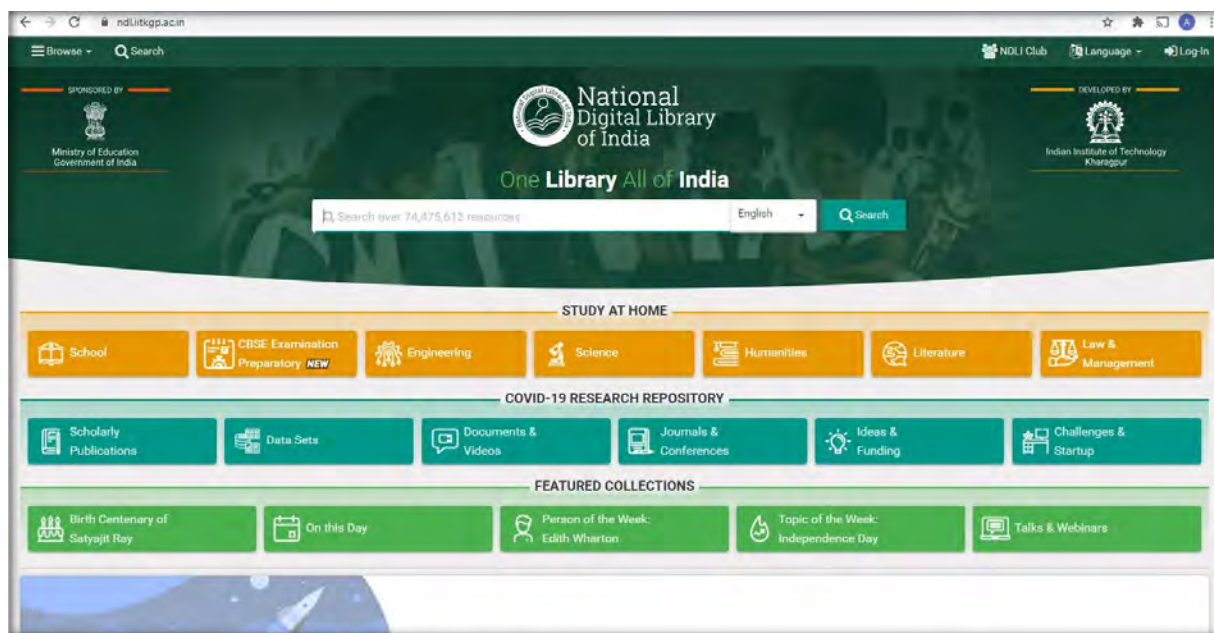 ndl.iitkgp.ac.in
Browse Search NDLI Club Language Log-In
SPONSORED BY
Ministry of Education
Government of India
National
Digital Library
of India
DEVELOPED BY
Indian Institute of Technology
Kharagpur
One Library All of India
Search over 74,475,612 resources English Search
STUDY AT HOME
School
CBSE Examination
Preparatory NEW
Engineering
Science
Humanities
Literature
Law &
Management
COVID-19 RESEARCH REPOSITORY
Scholarly
Publications
Data Sets
Documents &
Videos
Journals &
Conferences
Ideas &
Funding
Challenges &
Startup
FEATURED COLLECTIONS
Birth Centenary of
Satyajit Ray
On this Day
Person of the Week:
Edith Wharton
Topic of the Week:
Independence Day
Talks & Webinars